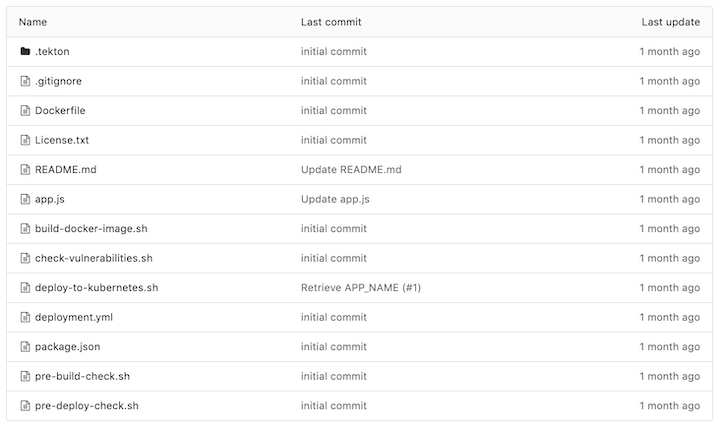 Name Last commit Last update
.tekton initial commit 1 month ago
.gitignore initial commit 1 month ago
Dockerfile initial commit 1 month ago
License.txt initial commit 1 month ago
README.md Update README.md 1 month ago
app.js Update app.js 1 month ago
build-docker-image.sh initial commit 1 month ago
check-vulnerabilities.sh initial commit 1 month ago
deploy-to-kubernetes.sh Retrieve APP_NAME (#1) 1 month ago
deployment.yml initial commit 1 month ago
package.json initial commit 1 month ago
pre-build-check.sh initial commit 1 month ago
pre-deploy-check.sh initial commit 1 month ago